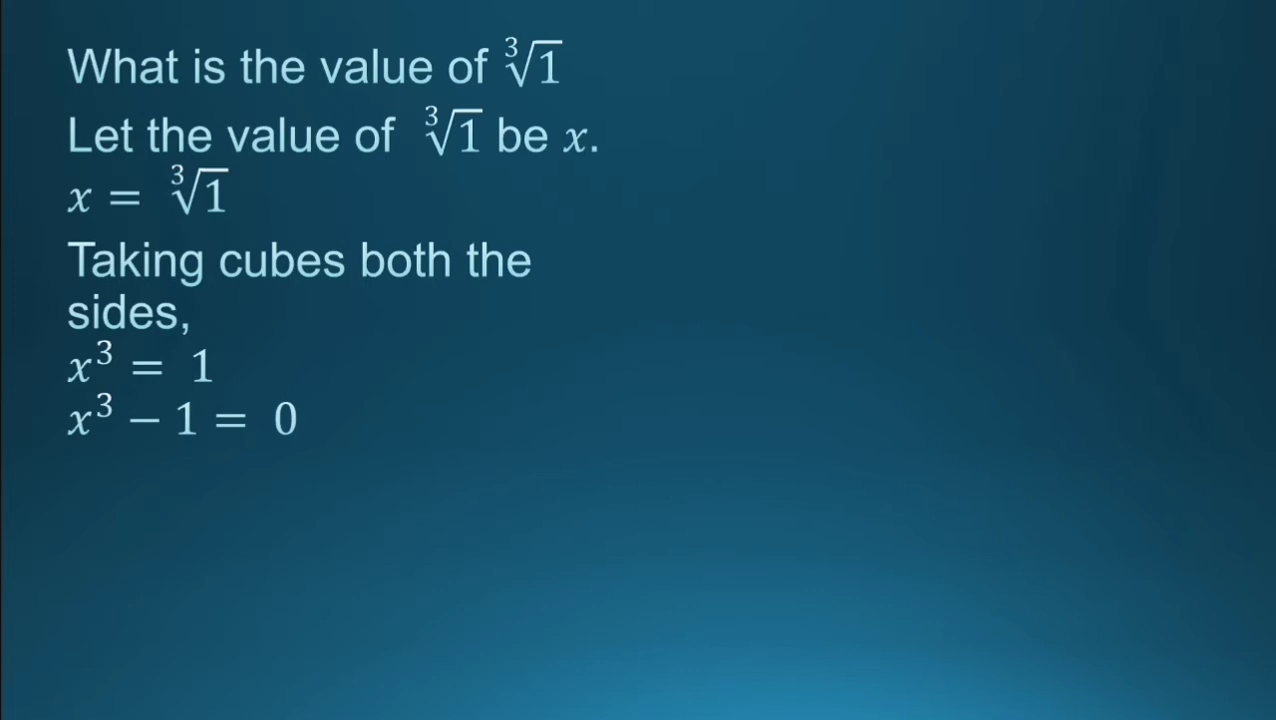 What is the value of ∛1
Let the value of ∛1 be x.
x = ∛1
Taking cubes both the
sides,
x³ = 1
x³ − 1 = 0